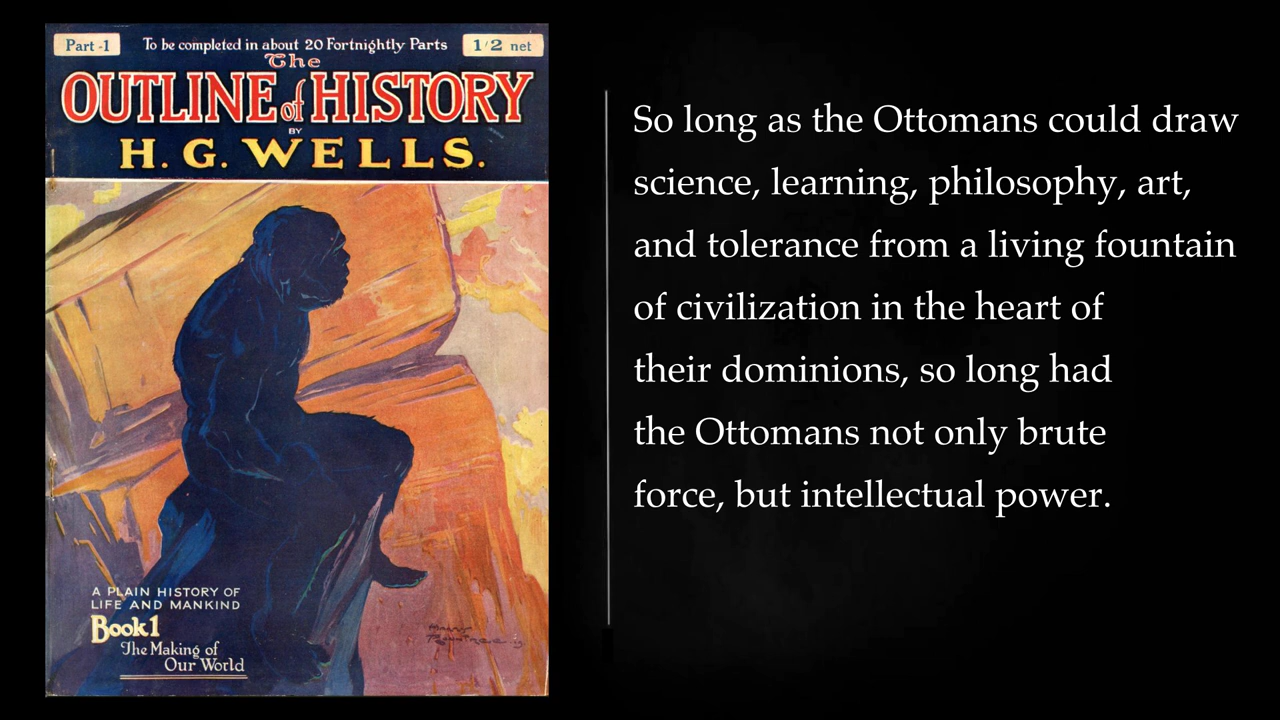 Part -1
To be completed in about 20 Fortnightly Parts
1/2 net
The
OUTLINE of HISTORY
BY
H. G. WELLS.
A PLAIN HISTORY OF
LIFE AND MANKIND
Book 1
The Making of
Our World
So long as the Ottomans could draw
science, learning, philosophy, art,
and tolerance from a living fountain
of civilization in the heart of
their dominions, so long had
the Ottomans not only brute
force, but intellectual power.